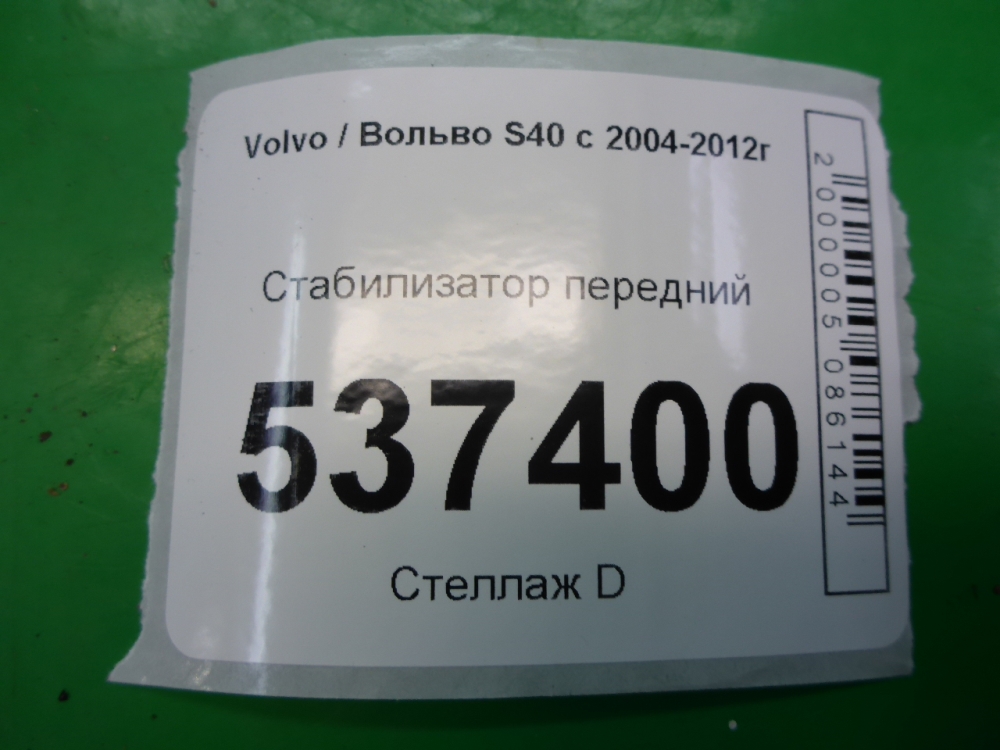 Volvo / Вольво S40 с 2004-2012г
Стабилизатор передний
537400
Стеллаж D
2000005086144